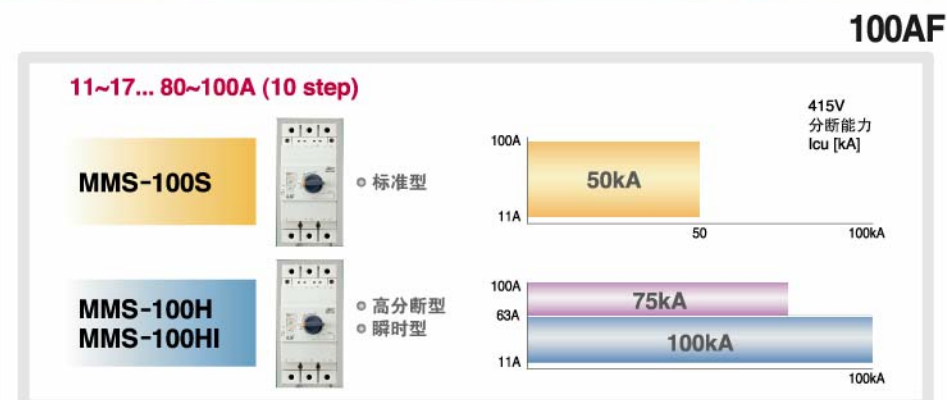 100AF
11~17... 80~100A (10 step)
415V
分断能力
Icu [kA]
MMS-100S
标准型
100A
50kA
11A
50
100kA
MMS-100H
MMS-100HI
高分断型
瞬时型
100A
75kA
63A
100kA
11A
100kA